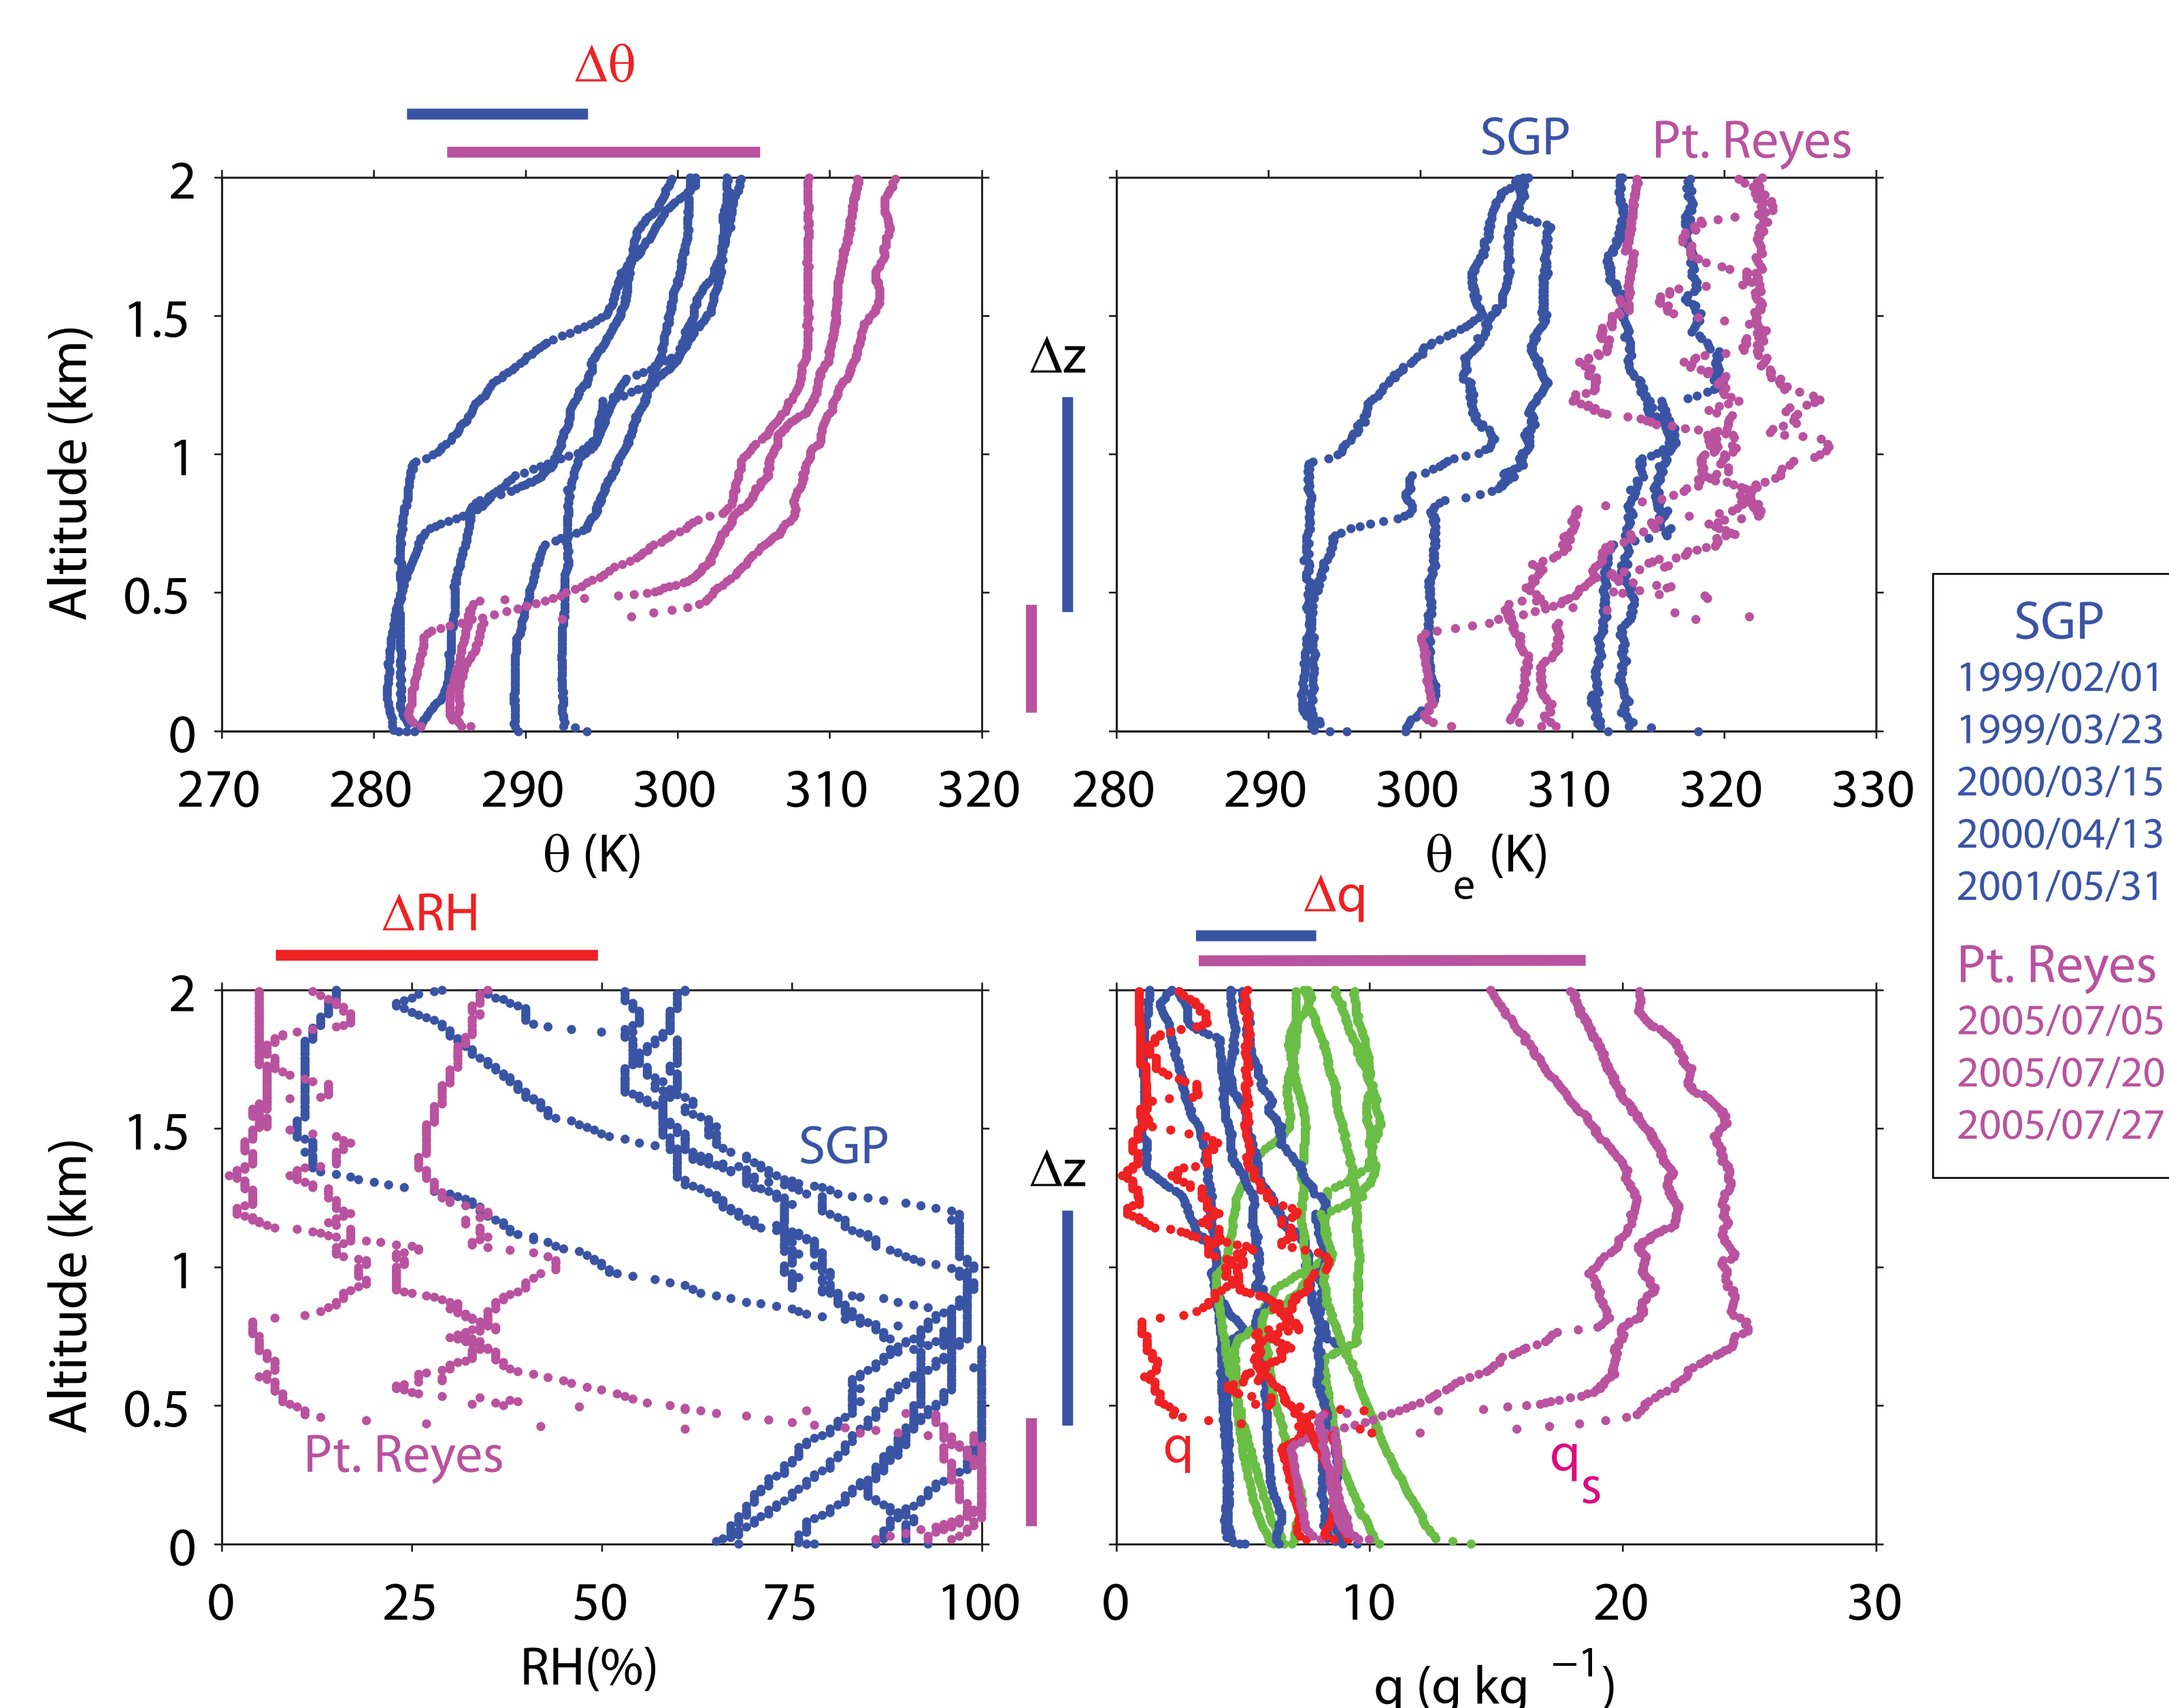 Δθ
SGP Pt. Reyes
2
1.5
1
0.5
0
Altitude (km)
270 280 290 300 310 320
θ (K)
Δz
280 290 300 310 320 330
θe (K)
SGP
1999/02/01
1999/03/23
2000/03/15
2000/04/13
2001/05/31
Pt. Reyes
2005/07/05
2005/07/20
2005/07/27
ΔRH
2
1.5
1
0.5
0
Altitude (km)
SGP
Pt. Reyes
0 25 50 75 100
RH(%)
Δz
Δq
q
qs
0 10 20 30
q (g kg −1)